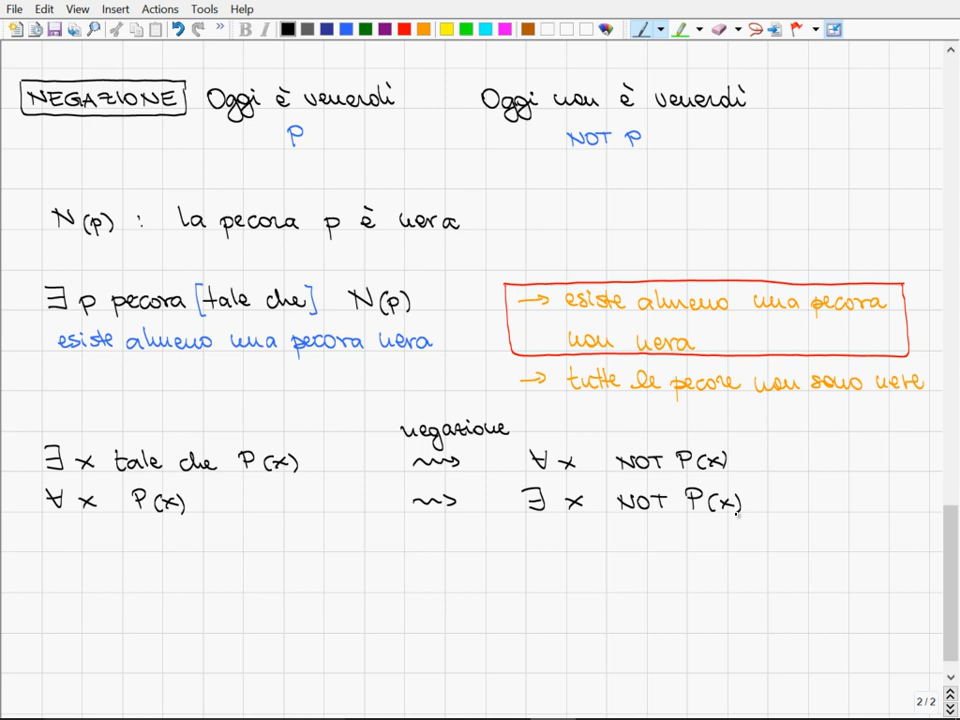 File Edit View Insert Actions Tools Help
NEGAZIONE Oggi è venerdì Oggi non è venerdì
P NOT P
N(p) : la pecora p è nera
∃ p pecora [tale che] N(p) → esiste almeno una pecora
esiste almeno una pecora nera non nera
→ tutte le pecore non sono nere
negazione
∃ x tale che P(x) ⇝ ∀ x NOT P(x)
∀ x P(x) ⇝ ∃ x NOT P(x)
2 / 2